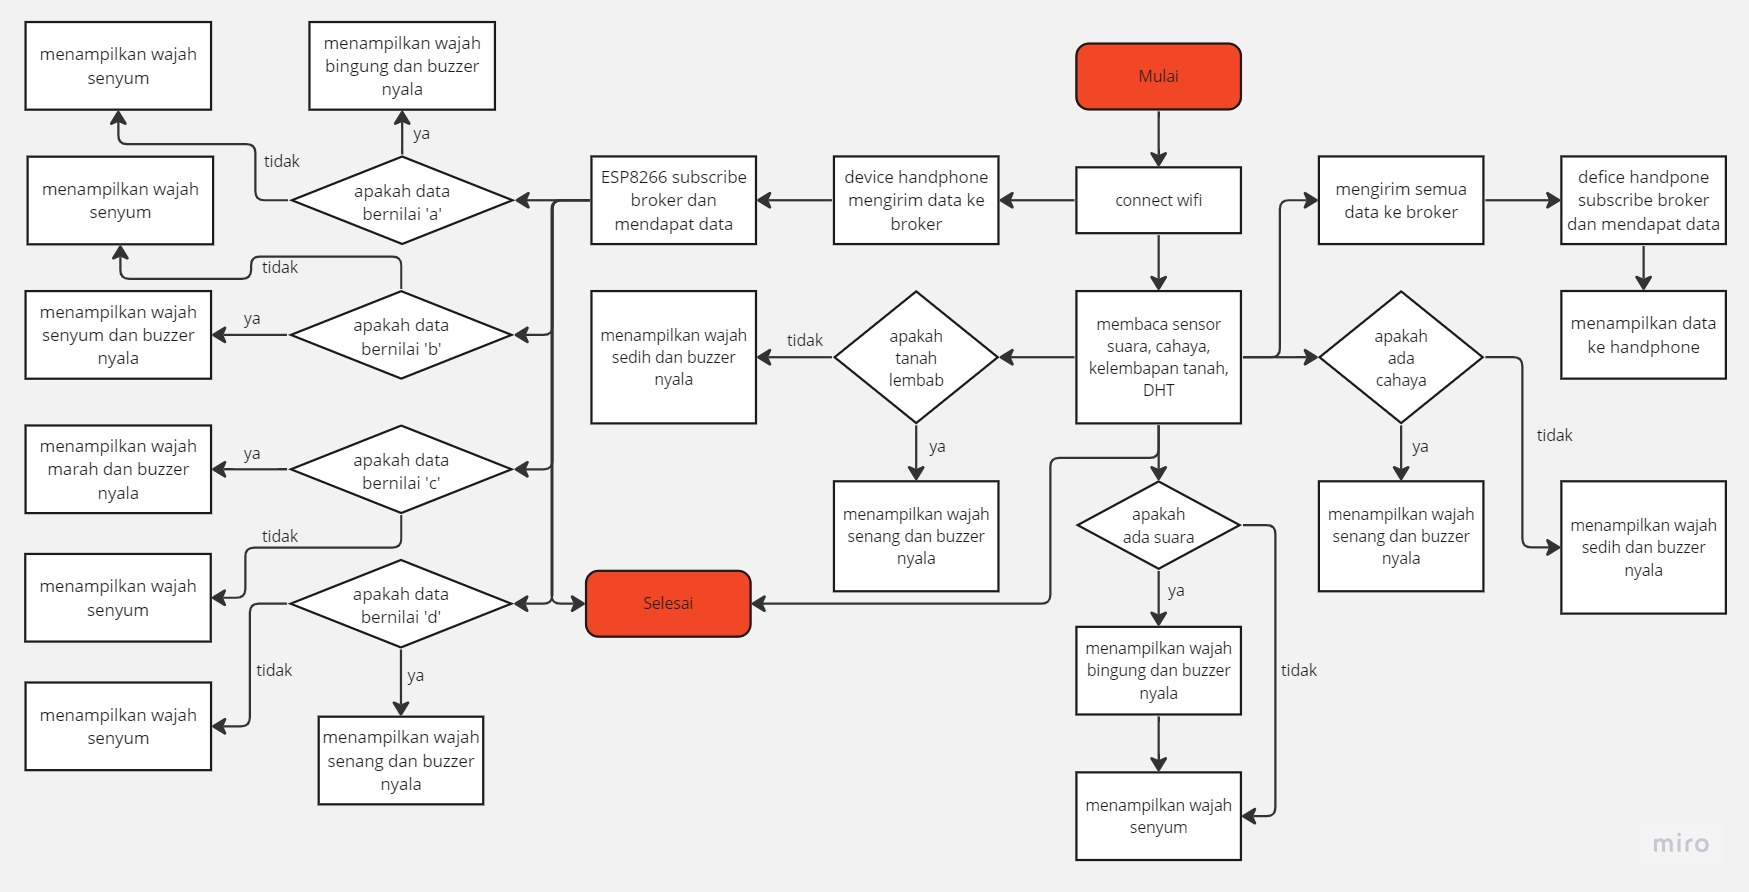 menampilkan wajah
senyum
menampilkan wajah
bingung dan buzzer
nyala
Mulai
ya
tidak
menampilkan wajah
senyum
apakah data
bernilai 'a'
ESP8266 subscribe
broker dan
mendapat data
device handphone
mengirim data ke
broker
connect wifi
mengirim semua
data ke broker
defice handpone
subscribe broker
dan mendapat data
tidak
menampilkan wajah
senyum dan buzzer
nyala
ya
apakah data
bernilai 'b'
menampilkan wajah
sedih dan buzzer
nyala
tidak
apakah
tanah
lembab
membaca sensor
suara, cahaya,
kelembapan tanah,
DHT
apakah
ada
cahaya
menampilkan data
ke handphone
menampilkan wajah
marah dan buzzer
nyala
ya
apakah data
bernilai 'c'
ya
ya
tidak
tidak
menampilkan wajah
senang dan buzzer
nyala
apakah
ada suara
menampilkan wajah
senang dan buzzer
nyala
menampilkan wajah
sedih dan buzzer
nyala
menampilkan wajah
senyum
apakah data
bernilai 'd'
Selesai
ya
tidak
ya
menampilkan wajah
bingung dan buzzer
nyala
tidak
menampilkan wajah
senyum
menampilkan wajah
senang dan buzzer
nyala
menampilkan wajah
senyum
miro